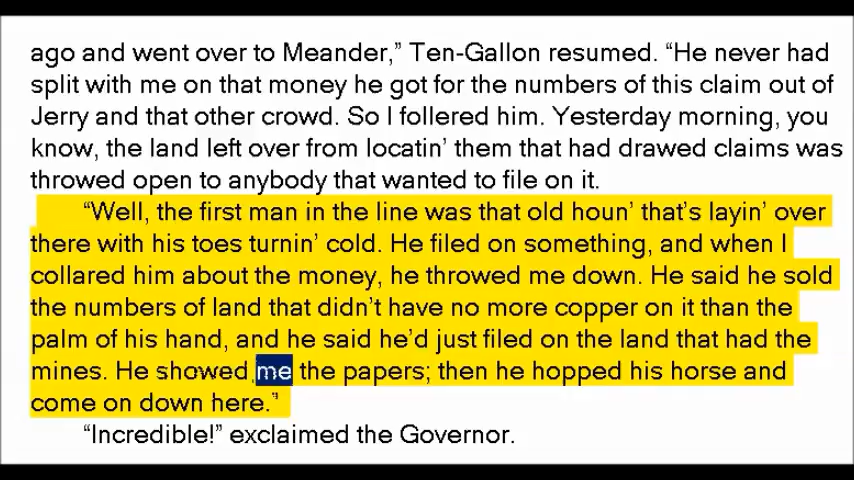 ago and went over to Meander,” Ten-Gallon resumed. “He never had
split with me on that money he got for the numbers of this claim out of
Jerry and that other crowd. So I follered him. Yesterday morning, you
know, the land left over from locatin’ them that had drawed claims was
throwed open to anybody that wanted to file on it.
“Well, the first man in the line was that old houn’ that’s layin’ over
there with his toes turnin’ cold. He filed on something, and when I
collared him about the money, he throwed me down. He said he sold
the numbers of land that didn’t have no more copper on it than the
palm of his hand, and he said he’d just filed on the land that had the
mines. He showed me the papers; then he hopped his horse and
come on down here.”
“Incredible!” exclaimed the Governor.